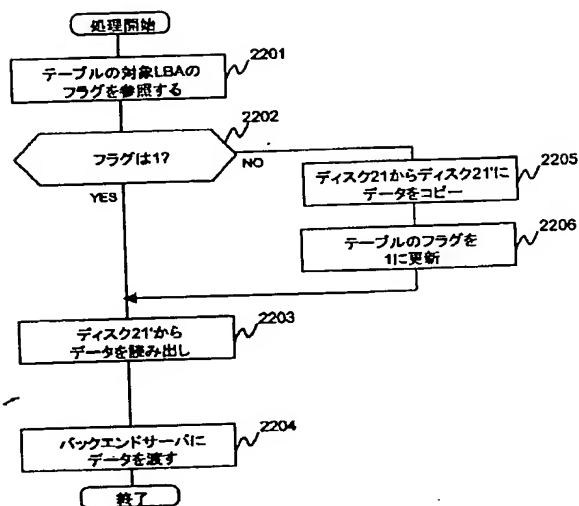 処理開始
テーブルの対象LBAの
フラグを参照する
2201
フラグは1?
2202
NO
YES
ディスク21からディスク21'に
データをコピー
2205
テーブルのフラグを
1に更新
2206
ディスク21'から
データを読み出し
2203
バックエンドサーバに
データを渡す
2204
終了